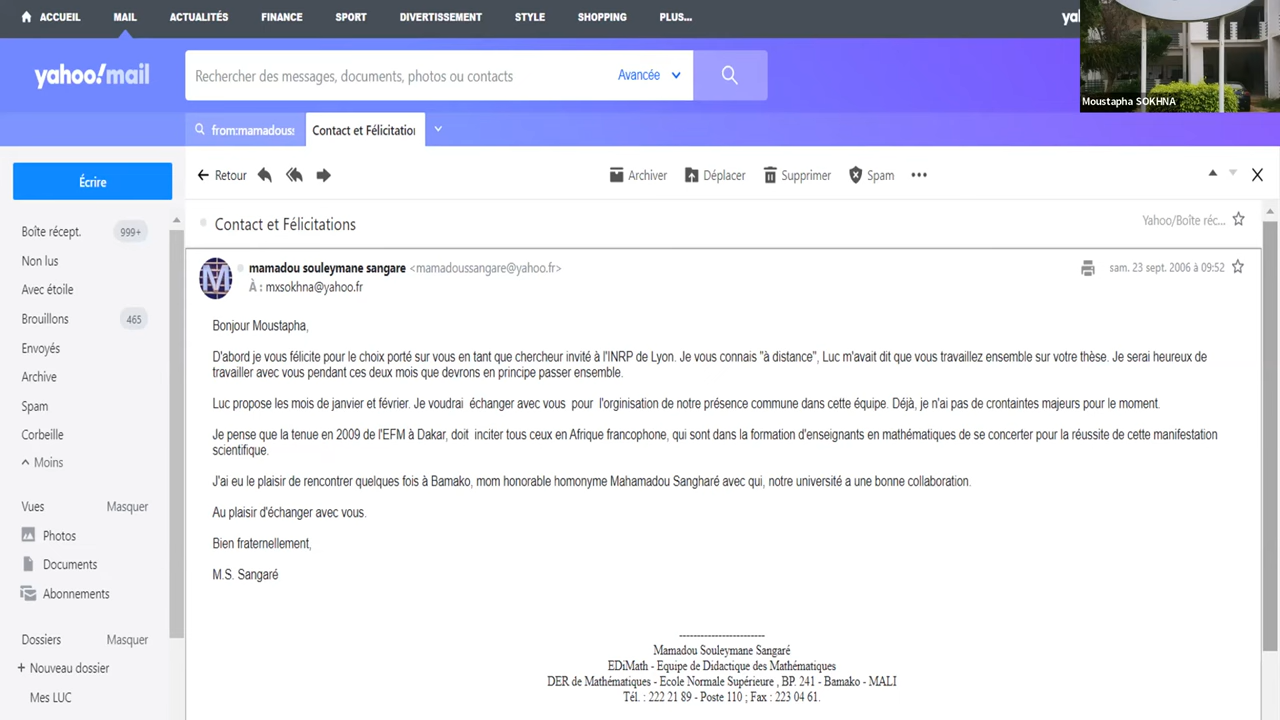 ACCUEIL MAIL ACTUALITÉS FINANCE SPORT DIVERTISSEMENT STYLE SHOPPING PLUS...
yahoo!mail
Rechercher des messages, documents, photos ou contacts Avancée
Moustapha SOKHNA
from:mamadous: Contact et Félicitation
Écrire
Retour Archiver Déplacer Supprimer Spam
Contact et Félicitations Yahoo/Boîte réc...
Boîte récept. 999+
Non lus
Avec étoile
Brouillons 465
Envoyés
Archive
Spam
Corbeille
Moins
Vues Masquer
Photos
Documents
Abonnements
Dossiers Masquer
+ Nouveau dossier
Mes LUC
mamadou souleymane sangare <mamadoussangare@yahoo.fr> sam. 23 sept. 2006 à 09:52
À : mxsokhna@yahoo.fr
Bonjour Moustapha,
D'abord je vous félicite pour le choix porté sur vous en tant que chercheur invité à l'INRP de Lyon. Je vous connais "à distance", Luc m'avait dit que vous travaillez ensemble sur votre thèse. Je serai heureux de
travailler avec vous pendant ces deux mois que devrons en principe passer ensemble.
Luc propose les mois de janvier et février. Je voudrai échanger avec vous pour l'orginisation de notre présence commune dans cette équipe. Déjà, je n'ai pas de crontaintes majeurs pour le moment.
Je pense que la tenue en 2009 de l'EFM à Dakar, doit inciter tous ceux en Afrique francophone, qui sont dans la formation d'enseignants en mathématiques de se concerter pour la réussite de cette manifestation
scientifique.
J'ai eu le plaisir de rencontrer quelques fois à Bamako, mom honorable homonyme Mahamadou Sangharé avec qui, notre université a une bonne collaboration.
Au plaisir d'échanger avec vous.
Bien fraternellement,
M.S. Sangaré
------------------------
Mamadou Souleymane Sangaré
EDiMath - Equipe de Didactique des Mathématiques
DER de Mathématiques - Ecole Normale Supérieure , BP. 241 - Bamako - MALI
Tél. : 222 21 89 - Poste 110 ; Fax : 223 04 61.